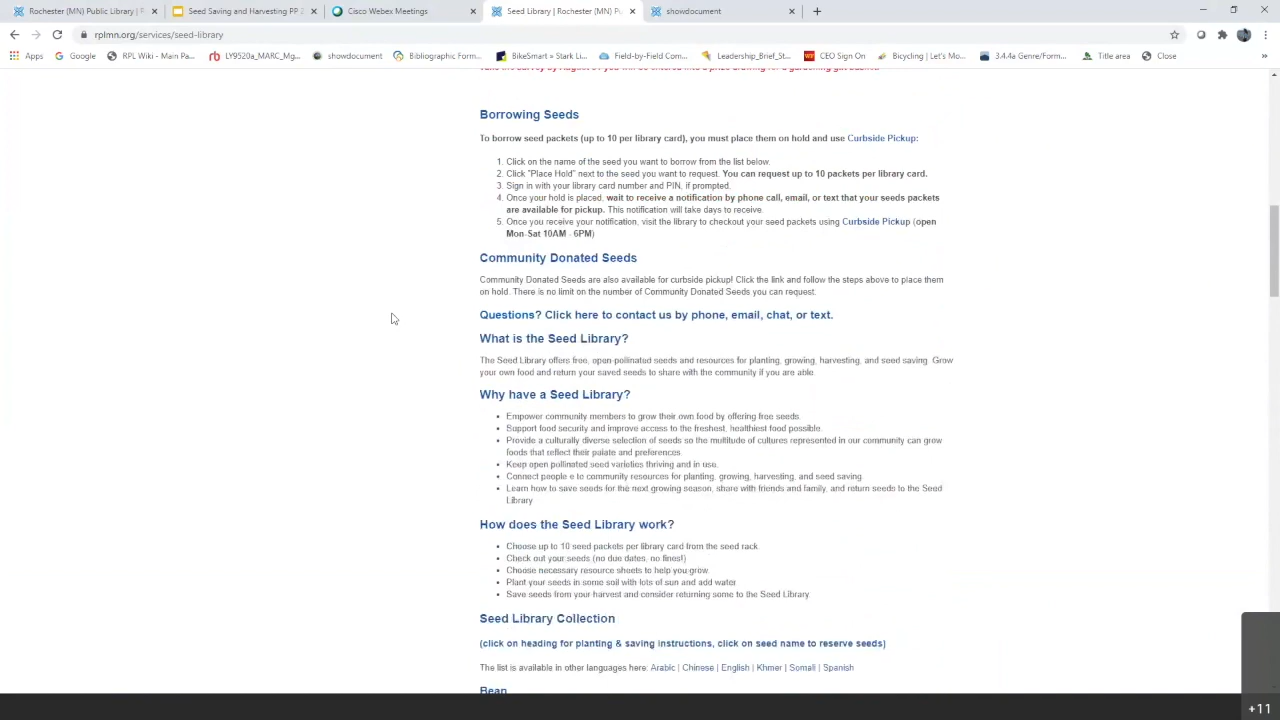 Rochester (MN) Public Library | F
Seed Saving and Harvesting PP 2
Cisco Webex Meetings
Seed Library | Rochester (MN) Pu
showdocument
rplmn.org/services/seed-library
Apps
Google
RPL Wiki - Main Pa...
LY9520a_MARC_Mg...
showdocument
Bibliographic Form...
BikeSmart » Stark Li...
Field-by-Field Com...
Leadership_Brief_St...
CEO Sign On
Bicycling | Let's Mo...
3.4.4a Genre/Form...
Title area
Close
Borrowing Seeds
To borrow seed packets (up to 10 per library card), you must place them on hold and use Curbside Pickup:
1. Click on the name of the seed you want to borrow from the list below.
2. Click "Place Hold" next to the seed you want to request. You can request up to 10 packets per library card.
3. Sign in with your library card number and PIN, if prompted.
4. Once your hold is placed, wait to receive a notification by phone call, email, or text that your seeds packets
are available for pickup. This notification will take days to receive.
5. Once you receive your notification, visit the library to checkout your seed packets using Curbside Pickup (open
Mon-Sat 10AM - 6PM)
Community Donated Seeds
Community Donated Seeds are also available for curbside pickup! Click the link and follow the steps above to place them
on hold. There is no limit on the number of Community Donated Seeds you can request.
Questions? Click here to contact us by phone, email, chat, or text.
What is the Seed Library?
The Seed Library offers free, open-pollinated seeds and resources for planting, growing, harvesting, and seed saving. Grow
your own food and return your saved seeds to share with the community if you are able.
Why have a Seed Library?
Empower community members to grow their own food by offering free seeds.
Support food security and improve access to the freshest, healthiest food possible.
Provide a culturally diverse selection of seeds so the multitude of cultures represented in our community can grow
foods that reflect their palate and preferences.
Keep open pollinated seed varieties thriving and in use.
Connect people e to community resources for planting, growing, harvesting, and seed saving.
Learn how to save seeds for the next growing season, share with friends and family, and return seeds to the Seed
Library
How does the Seed Library work?
Choose up to 10 seed packets per library card from the seed rack.
Check out your seeds (no due dates, no fines!)
Choose necessary resource sheets to help you grow.
Plant your seeds in some soil with lots of sun and add water.
Save seeds from your harvest and consider returning some to the Seed Library.
Seed Library Collection
(click on heading for planting & saving instructions, click on seed name to reserve seeds)
The list is available in other languages here: Arabic | Chinese | English | Khmer | Somali | Spanish
Bean
+11